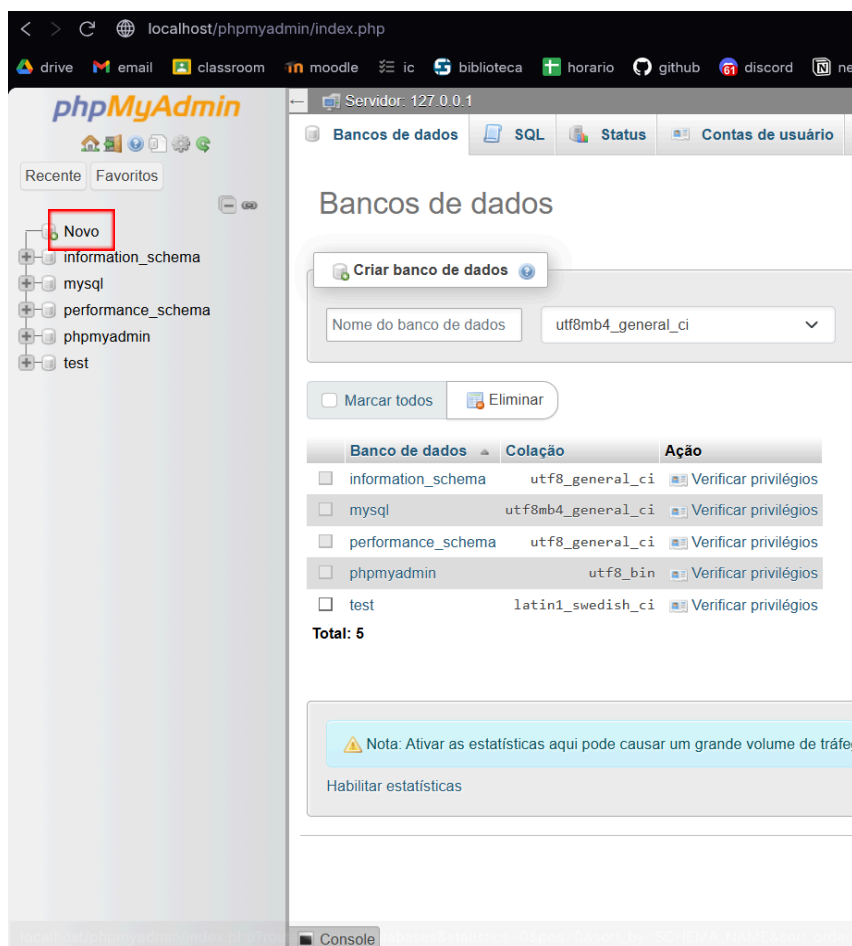 localhost/phpmyadmin/index.php
drive email classroom moodle ic biblioteca horario github discord
phpMyAdmin
Servidor: 127.0.0.1
Bancos de dados SQL Status Contas de usuário
Recente Favoritos
Novo
information_schema
mysql
performance_schema
phpmyadmin
test
Bancos de dados
Criar banco de dados
Nome do banco de dados utf8mb4_general_ci
Marcar todos Eliminar
Banco de dados Colação Ação
information_schema utf8_general_ci Verificar privilégios
mysql utf8mb4_general_ci Verificar privilégios
performance_schema utf8_general_ci Verificar privilégios
phpmyadmin utf8_bin Verificar privilégios
test latin1_swedish_ci Verificar privilégios
Total: 5
Nota: Ativar as estatísticas aqui pode causar um grande volume de
Habilitar estatísticas
Console